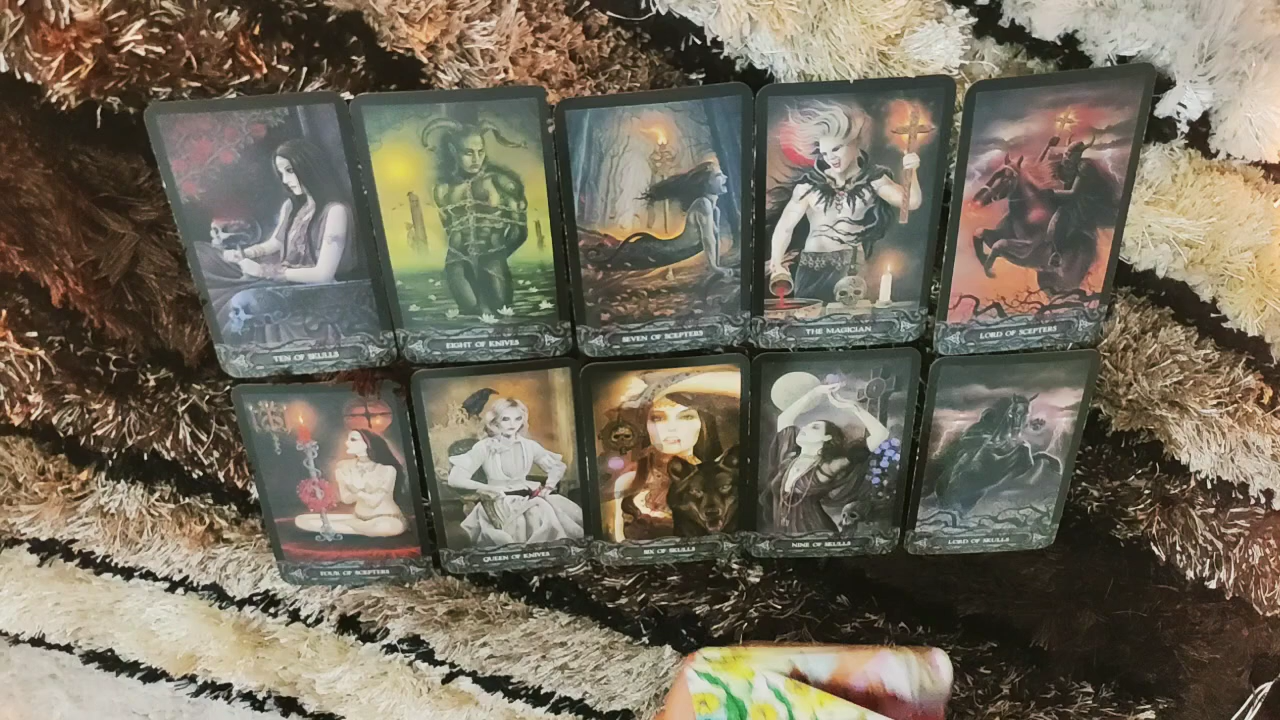 TEN OF SKULLS
EIGHT OF KNIVES
SEVEN OF SCEPTERS
THE MAGICIAN
LORD OF SCEPTERS
FOUR OF SCEPTERS
QUEEN OF KNIVES
SIX OF SKULLS
NINE OF SKULLS
LORD OF SKULLS